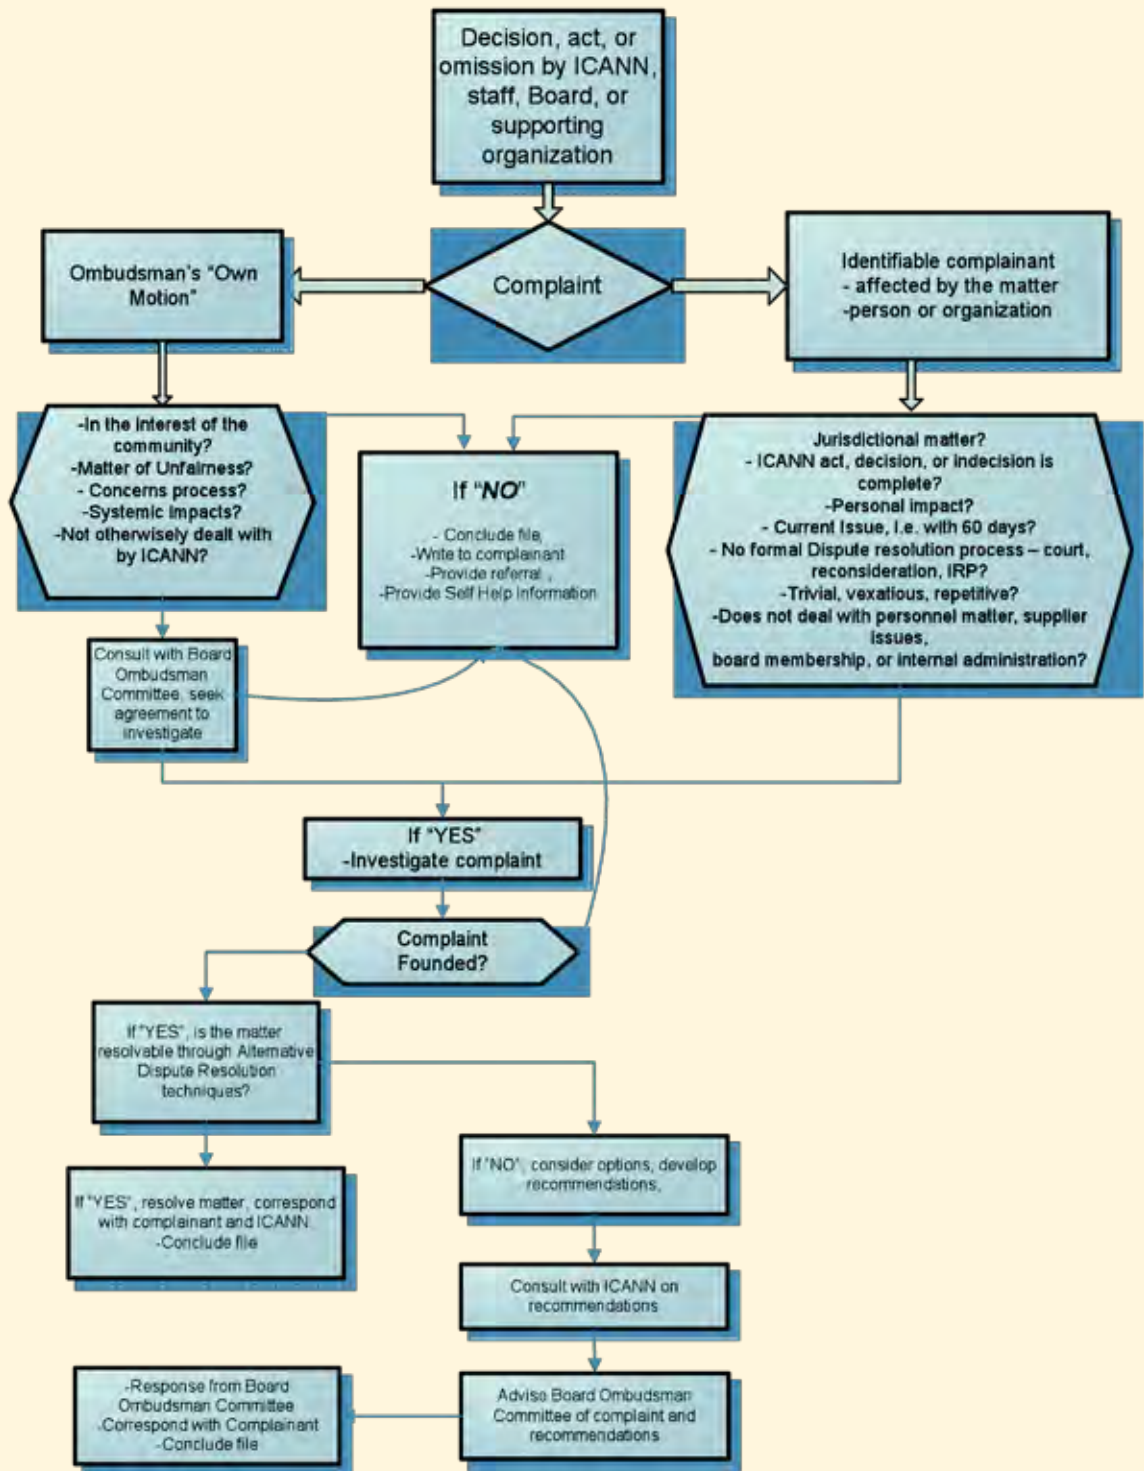 Decision, act, or
omission by ICANN,
staff, Board, or
supporting
organization
Complaint
Ombudsman's "Own
Motion"
Identifiable complainant
- affected by the matter
-person or organization
-In the interest of the
community?
-Matter of Unfairness?
- Concerns process?
-Systemic Impacts?
-Not otherwisely dealt with
by ICANN?
If "NO"
- Conclude file,
-Write to complainant
-Provide referral ,
-Provide Self Help Information
Jurisdictional matter?
- ICANN act, decision, or indecision is
complete?
-Personal impact?
- Current Issue, i.e. with 60 days?
- No formal Dispute resolution process – court,
reconsideration, IRP?
-Trivial, vexatious, repetitive?
-Does not deal with personnel matter, supplier
issues,
board membership, or internal administration?
Consult with Board
Ombudsman
Committee, seek
agreement to
investigate
If "YES"
-Investigate complaint
Complaint
Founded?
If "YES", is the matter
resolvable through Alternative
Dispute Resolution
techniques?
If "YES", resolve matter, correspond
with complainant and ICANN
-Conclude file
If "NO", consider options, develop
recommendations,
Consult with ICANN on
recommendations
Advise Board Ombudsman
Committee of complaint and
recommendations
-Response from Board
Ombudsman Committee
-Correspond with Complainant
-Conclude file